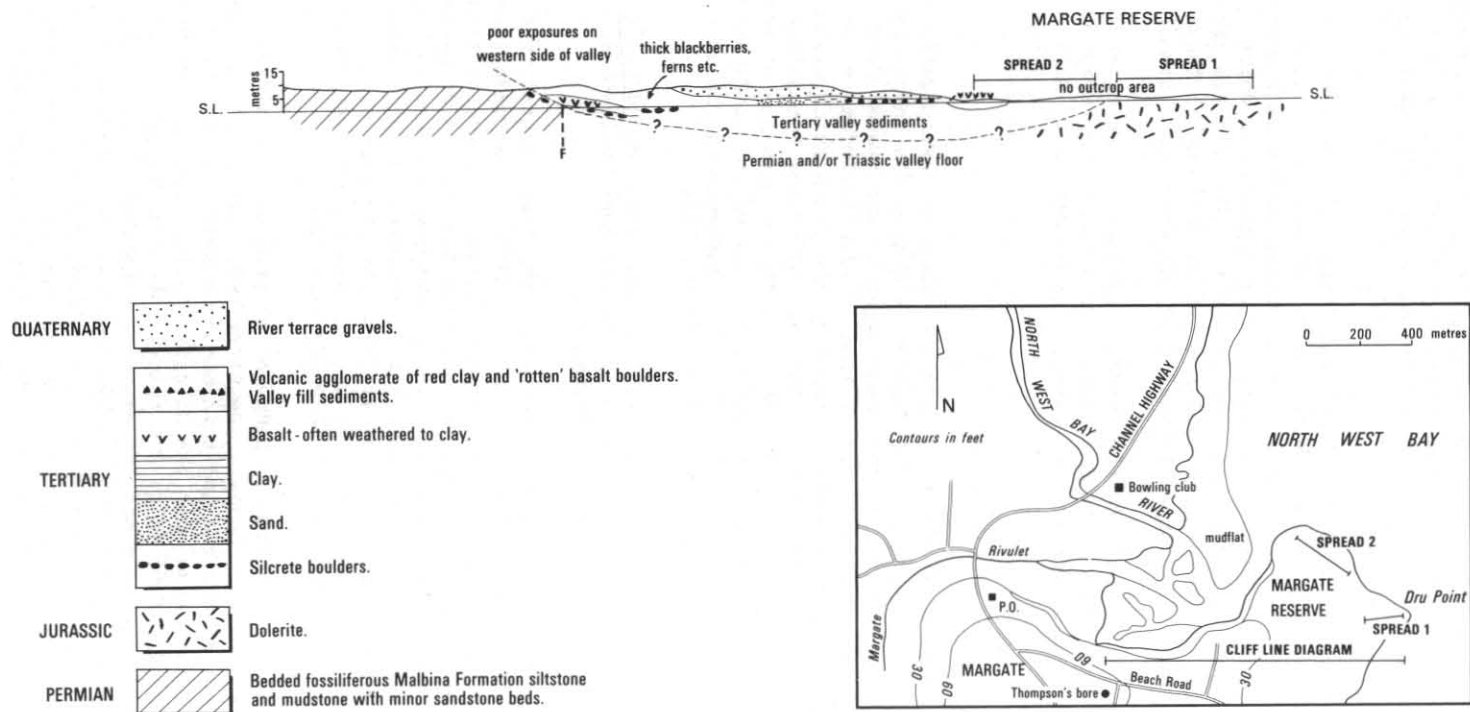 MARGATE RESERVE
poor exposures on
western side of valley
thick blackberries,
ferns etc.
SPREAD 2
SPREAD 1
no outcrop area
metres
15
5
S.L.
S.L.
Tertiary valley sediments
? ? ? ? ? ?
F
Permian and/or Triassic valley floor
QUATERNARY
River terrace gravels.
Volcanic agglomerate of red clay and 'rotten' basalt boulders.
Valley fill sediments.
Basalt - often weathered to clay.
TERTIARY
Clay.
Sand.
Silcrete boulders.
JURASSIC
Dolerite.
PERMIAN
Bedded fossiliferous Malbina Formation siltstone
and mudstone with minor sandstone beds.
0 200 400 metres
N
Contours in feet
NORTH WEST BAY RIVER
CHANNEL HIGHWAY
NORTH WEST BAY
Bowling club
mudflat
SPREAD 2
Margate Rivulet
P.O.
MARGATE
RESERVE
Dru Point
SPREAD 1
CLIFF LINE DIAGRAM
30
60
MARGATE
60
Beach Road
30
Thompson's bore